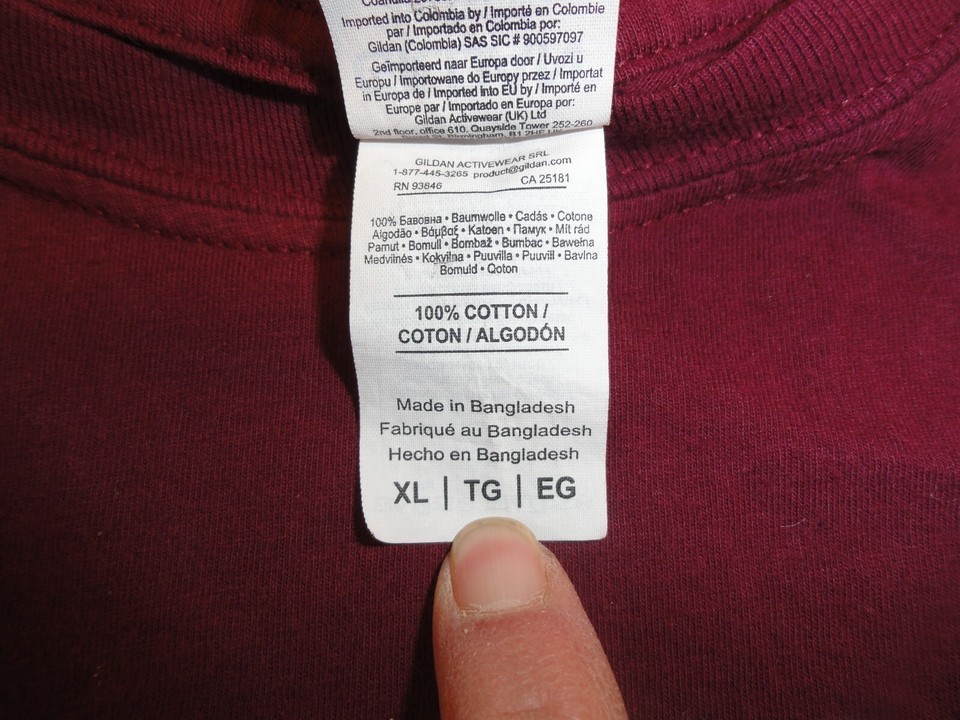 Imported into Colombia by / Importé en Colombie
par / Importado en Colombia por:
Gildan (Colombia) SAS SIC # 900597097
Geïmporteerd naar Europa door / Uvozi u
Europu / Importowane do Europy przez / Importat
in Europa de / Imported into EU by / Importé en
Europe par / Importado en Europa por:
Gildan Activewear (UK) Ltd
2nd floor, office 610, Quayside Tower 252-260
Birmingham, B1
GILDAN ACTIVEWEAR SRL
1-877-445-3265 product@gildan.com
RN 93846 CA 25181
100% Бавовна • Baumwolle • Cadás • Cotone
Algodão • Βάμβαξ • Katoen • Памук • Mít rád
Pamut • Bomull • Bombaž • Bumbac • Bawełna
Medvilnės • Kokvilna • Puuvilla • Puuvill • Bavlna
Bomuld • Qoton
100% COTTON /
COTON / ALGODÓN
Made in Bangladesh
Fabriqué au Bangladesh
Hecho en Bangladesh
XL | TG | EG